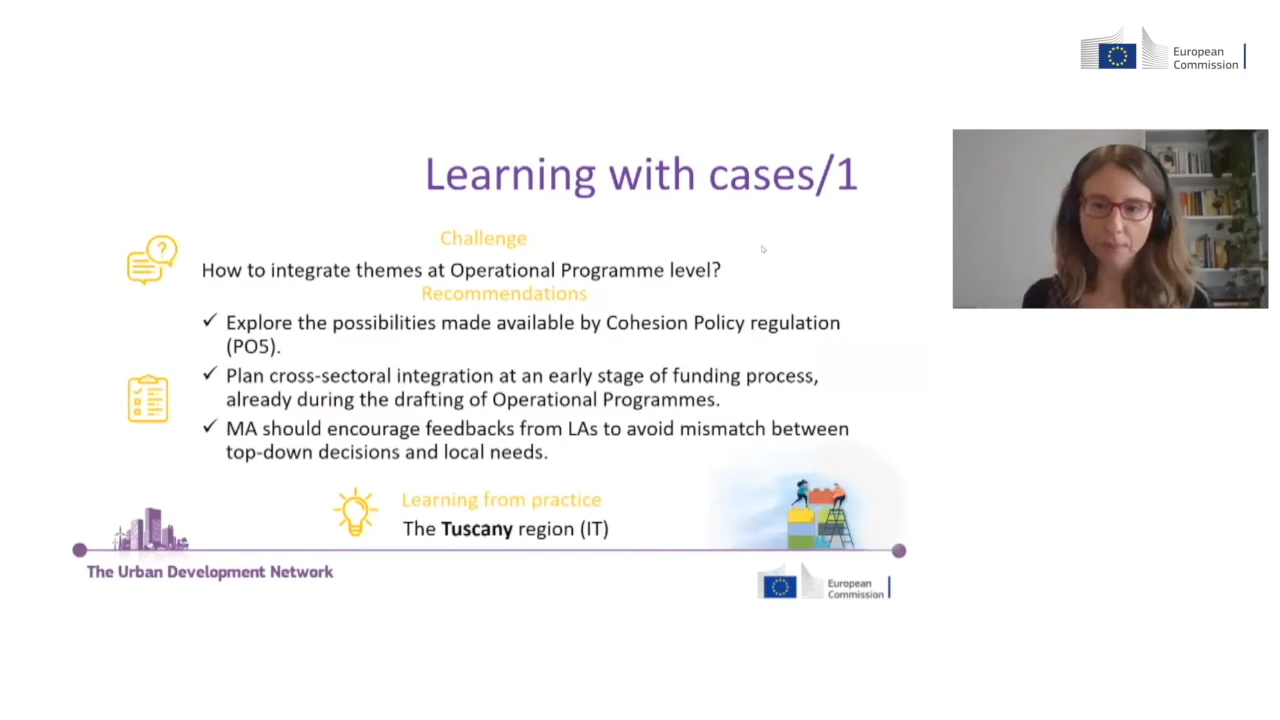 European
Commission
Learning with cases/1
Challenge
?
How to integrate themes at Operational Programme level?
Recommendations
✓ Explore the possibilities made available by Cohesion Policy regulation
(PO5).
✓ Plan cross-sectoral integration at an early stage of funding process,
already during the drafting of Operational Programmes.
✓ MA should encourage feedbacks from LAs to avoid mismatch between
top-down decisions and local needs.
Learning from practice
The Tuscany region (IT)
The Urban Development Network
European
Commission